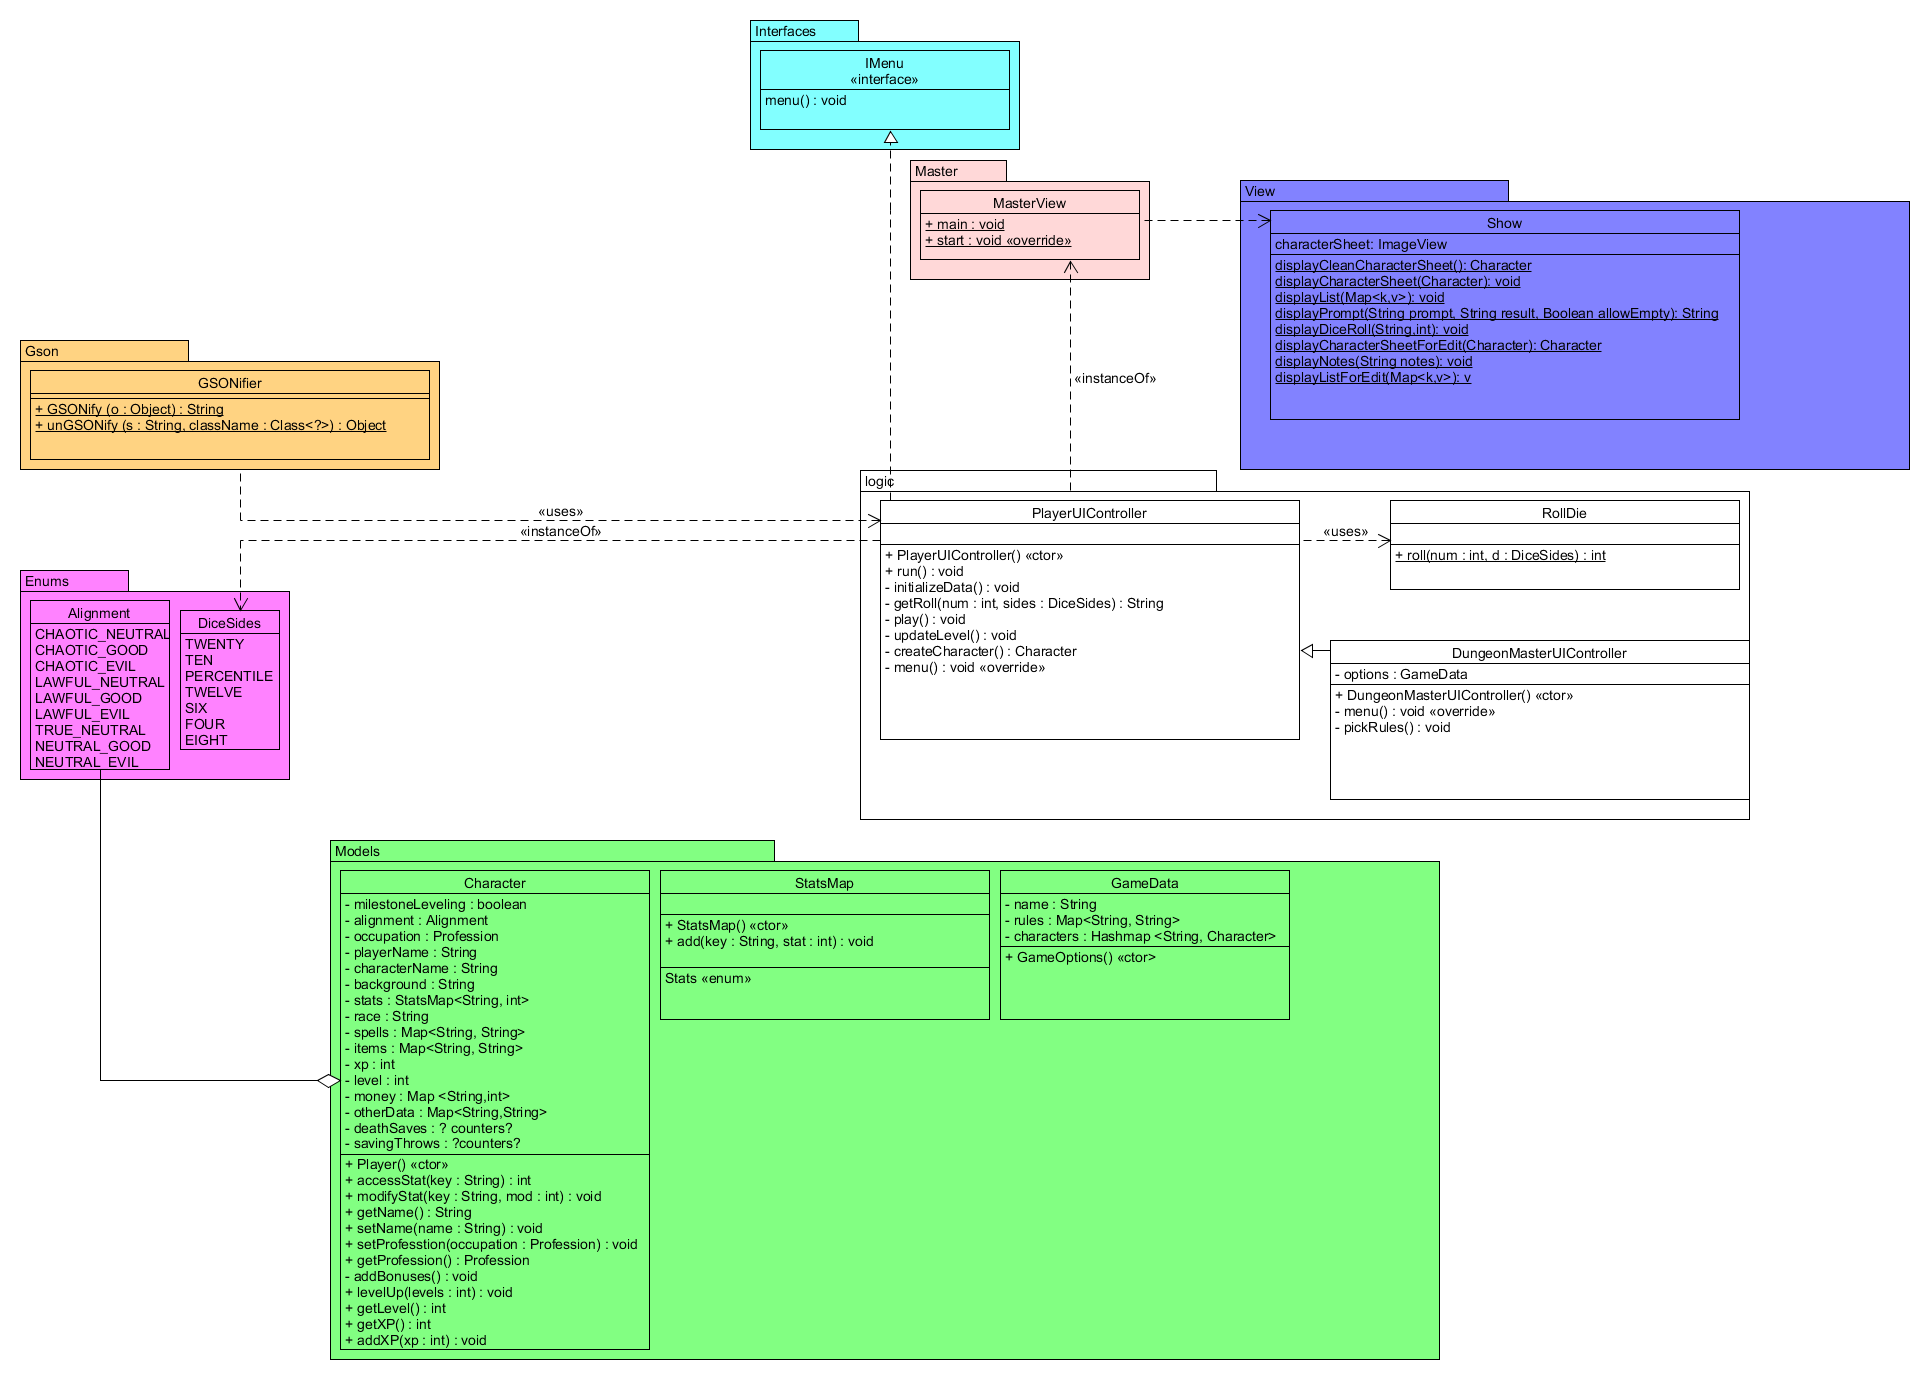 Interfaces
IMenu
«interface»
menu() : void
Master
MasterView
+ main : void
+ start : void «override»
View
Show
characterSheet: ImageView
displayCleanCharacterSheet(): Character
displayCharacterSheet(Character): void
displayList(Map<k,v>): void
displayPrompt(String prompt, String result, Boolean allowEmpty): String
displayDiceRoll(String,int): void
displayCharacterSheetForEdit(Character): Character
displayNotes(String notes): void
displayListForEdit(Map<k,v>): v
«instanceOf»
Gson
GSONifier
+ GSONify (o : Object) : String
+ unGSONify (s : String, className : Class<?>) : Object
«uses»
«instanceOf»
logic
PlayerUIController
+ PlayerUIController() «ctor»
+ run() : void
- initializeData() : void
- getRoll(num : int, sides : DiceSides) : String
- play() : void
- updateLevel() : void
- createCharacter() : Character
- menu() : void «override»
«uses»
RollDie
+ roll(num : int, d : DiceSides) : int
DungeonMasterUIController
- options : GameData
+ DungeonMasterUIController() «ctor»
- menu() : void «override»
- pickRules() : void
Enums
Alignment
CHAOTIC_NEUTRAL
CHAOTIC_GOOD
CHAOTIC_EVIL
LAWFUL_NEUTRAL
LAWFUL_GOOD
LAWFUL_EVIL
TRUE_NEUTRAL
NEUTRAL_GOOD
NEUTRAL_EVIL
DiceSides
TWENTY
TEN
PERCENTILE
TWELVE
SIX
FOUR
EIGHT
Models
Character
- milestoneLeveling : boolean
- alignment : Alignment
- occupation : Profession
- playerName : String
- characterName : String
- background : String
- stats : StatsMap<String, int>
- race : String
- spells : Map<String, String>
- items : Map<String, String>
- xp : int
- level : int
- money : Map <String,int>
- otherData : Map<String,String>
- deathSaves : ? counters?
- savingThrows : ?counters?
+ Player() «ctor»
+ accessStat(key : String) : int
+ modifyStat(key : String, mod : int) : void
+ getName() : String
+ setName(name : String) : void
+ setProfesstion(occupation : Profession) : void
+ getProfession() : Profession
- addBonuses() : void
+ levelUp(levels : int) : void
+ getLevel() : int
+ getXP() : int
+ addXP(xp : int) : void
StatsMap
+ StatsMap() «ctor»
+ add(key : String, stat : int) : void
Stats «enum»
GameData
- name : String
- rules : Map<String, String>
- characters : Hashmap <String, Character>
+ GameOptions() «ctor>